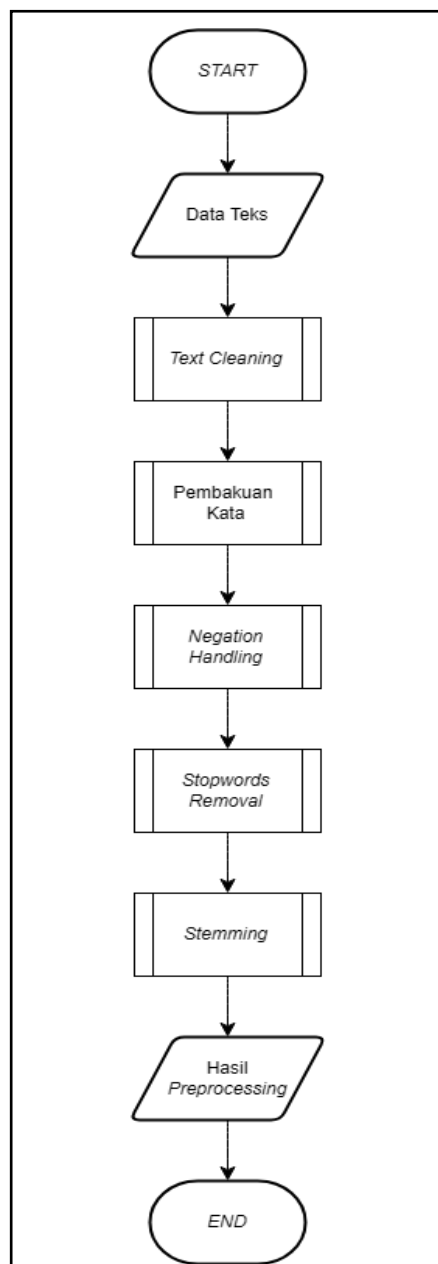 START
Data Teks
Text Cleaning
Pembakuan
Kata
Negation
Handling
Stopwords
Removal
Stemming
Hasil
Preprocessing
END